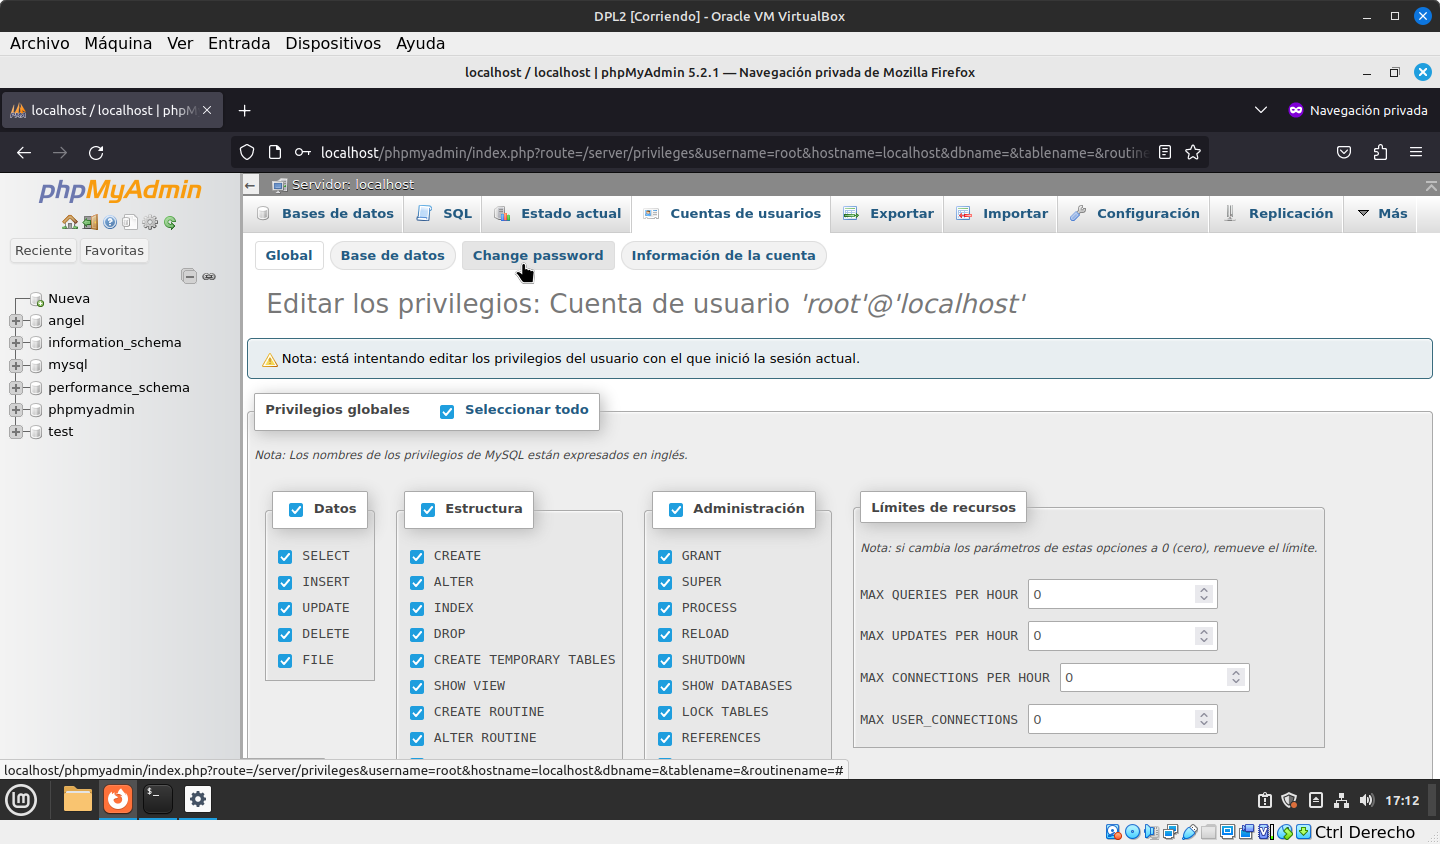 DPL2 [Corriendo] - Oracle VM VirtualBox
Archivo Máquina Ver Entrada Dispositivos Ayuda
localhost / localhost | phpMyAdmin 5.2.1 — Navegación privada de Mozilla Firefox
localhost / localhost | phpM
Navegación privada
localhost/phpmyadmin/index.php?route=/server/privileges&username=root&hostname=localhost&dbname=&tablename=&routine
phpMyAdmin
Reciente Favoritas
Nueva
angel
information_schema
mysql
performance_schema
phpmyadmin
test
Servidor: localhost
Bases de datos SQL Estado actual Cuentas de usuarios Exportar Importar Configuración Replicación Más
Global Base de datos Change password Información de la cuenta
Editar los privilegios: Cuenta de usuario 'root'@'localhost'
Nota: está intentando editar los privilegios del usuario con el que inició la sesión actual.
Privilegios globales Seleccionar todo
Nota: Los nombres de los privilegios de MySQL están expresados en inglés.
Datos
SELECT
INSERT
UPDATE
DELETE
FILE
Estructura
CREATE
ALTER
INDEX
DROP
CREATE TEMPORARY TABLES
SHOW VIEW
CREATE ROUTINE
ALTER ROUTINE
Administración
GRANT
SUPER
PROCESS
RELOAD
SHUTDOWN
SHOW DATABASES
LOCK TABLES
REFERENCES
Límites de recursos
Nota: si cambia los parámetros de estas opciones a 0 (cero), remueve el límite.
MAX QUERIES PER HOUR 0
MAX UPDATES PER HOUR 0
MAX CONNECTIONS PER HOUR 0
MAX USER_CONNECTIONS 0
localhost/phpmyadmin/index.php?route=/server/privileges&username=root&hostname=localhost&dbname=&tablename=&routinename=#
17:12
Ctrl Derecho